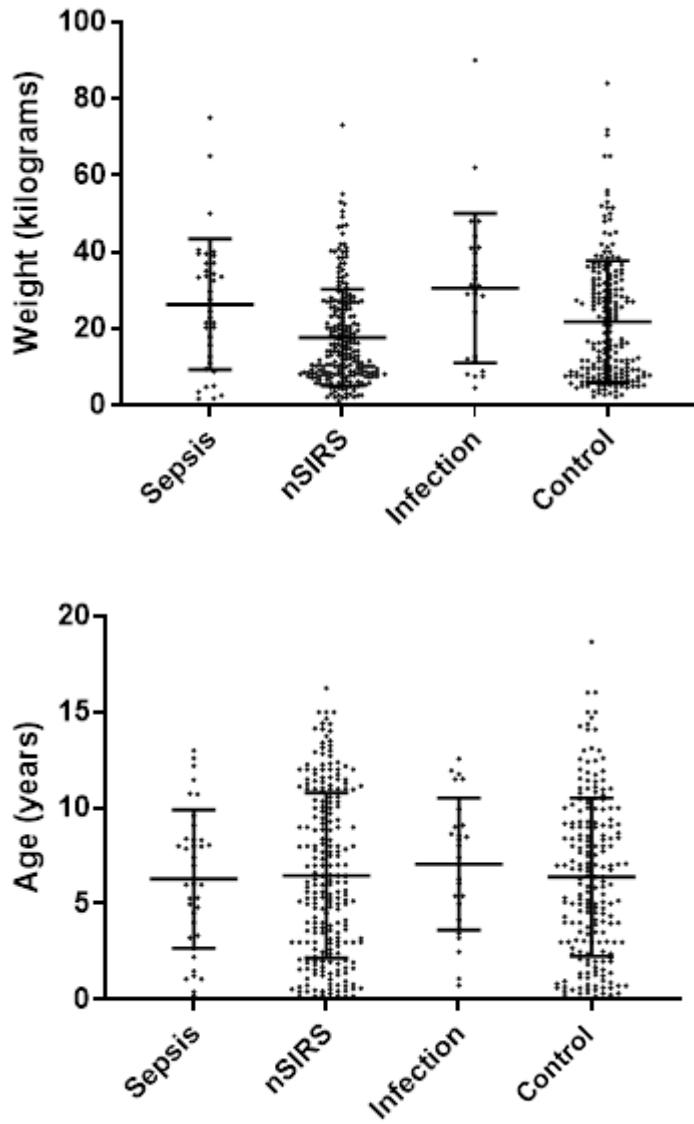 Weight (kilograms)
100
80
60
40
20
0
Sepsis
nSIRS
Infection
Control
Age (years)
20
15
10
5
0
Sepsis
nSIRS
Infection
Control